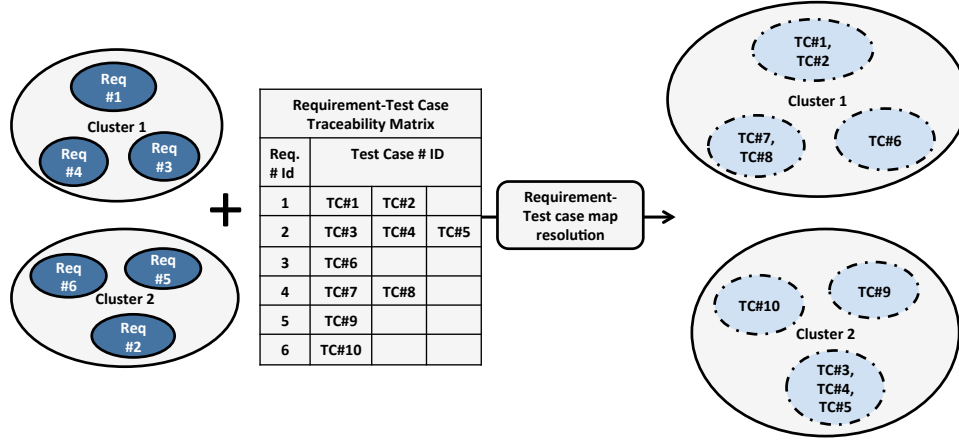 Req
#1
Cluster 1
Req
#4
Req
#3
Req
#6
Req
#5
Cluster 2
Req
#2
+
Requirement-Test Case
Traceability Matrix
Req.
# Id
Test Case # ID
1 TC#1 TC#2
2 TC#3 TC#4 TC#5
3 TC#6
4 TC#7 TC#8
5 TC#9
6 TC#10
Requirement-
Test case map
resolution
TC#1,
TC#2
Cluster 1
TC#7,
TC#8
TC#6
TC#10
TC#9
Cluster 2
TC#3,
TC#4,
TC#5